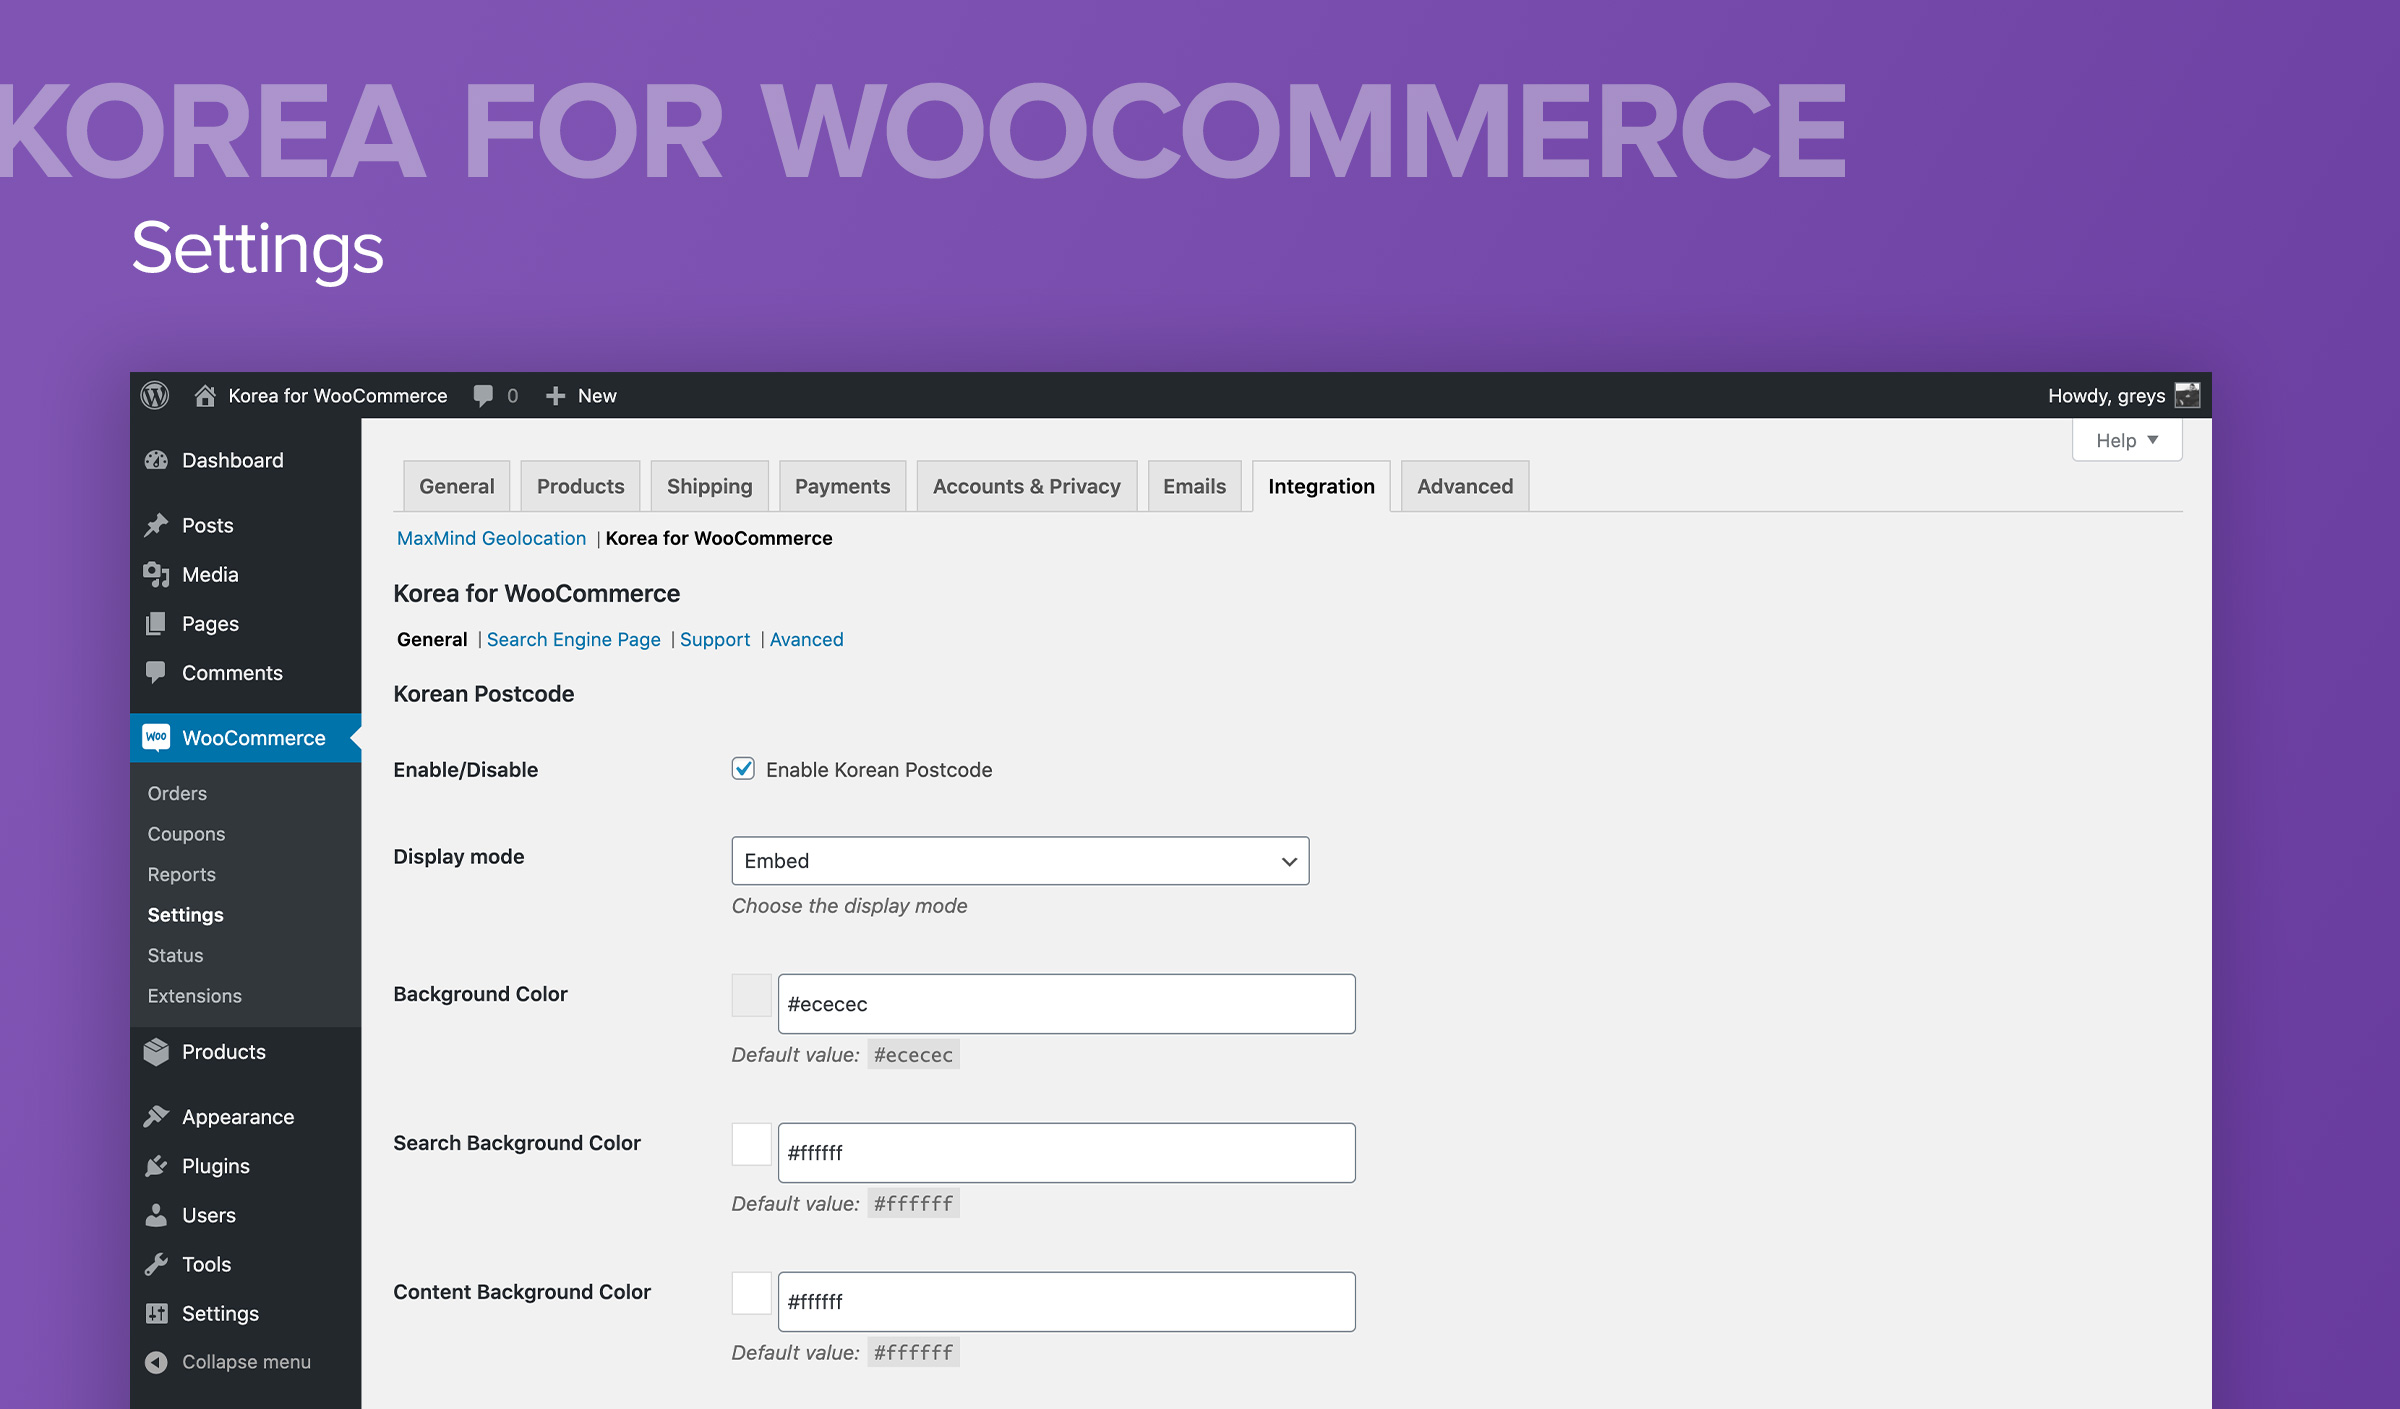 KOREA FOR WOOCOMMERCE
Settings
Korea for WooCommerce 0 New Howdy, greys
Help
Dashboard
Posts
Media
Pages
Comments
woo WooCommerce
Orders
Coupons
Reports
Settings
Status
Extensions
Products
Appearance
Plugins
Users
Tools
Settings
Collapse menu
General Products Shipping Payments Accounts & Privacy Emails Integration Advanced
MaxMind Geolocation | Korea for WooCommerce
Korea for WooCommerce
General | Search Engine Page | Support | Avanced
Korean Postcode
Enable/Disable Enable Korean Postcode
Display mode Embed
Choose the display mode
Background Color #ececec
Default value: #ececec
Search Background Color #ffffff
Default value: #ffffff
Content Background Color #ffffff
Default value: #ffffff